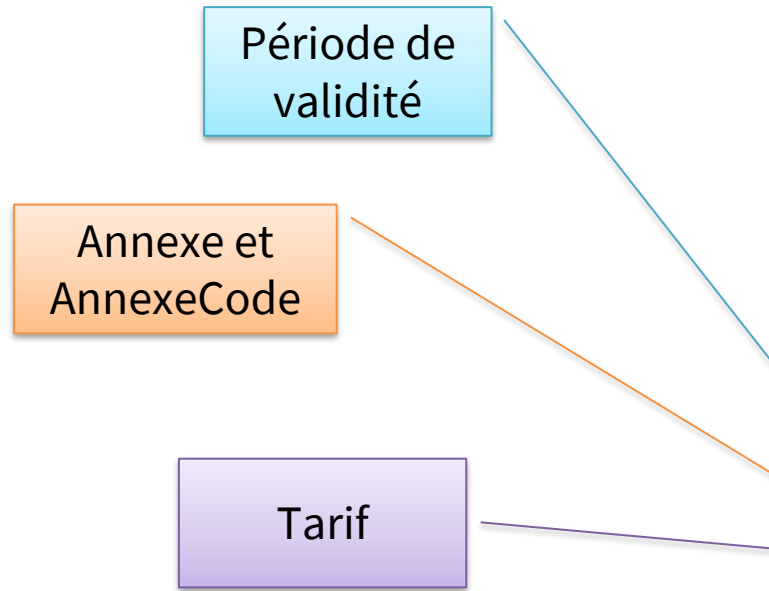 Période de
validité
Annexe et
AnnexeCode
Tarif